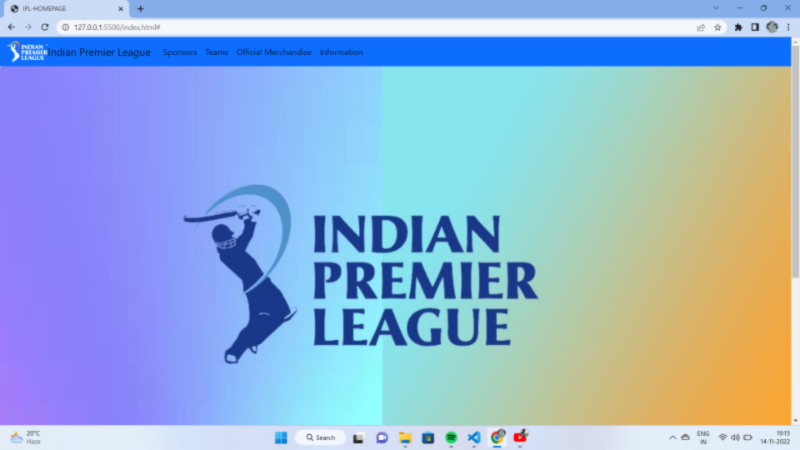 IPL-HOMEPAGE
127.0.0.1:5500/index.html#
INDIAN
PREMIER
LEAGUE
Indian Premier League Sponsors Teams Official Merchandise Information
INDIAN
PREMIER
LEAGUE
20°C
Haze
Search
ENG
IN
19:15
14-11-2022